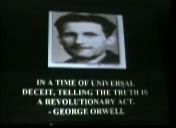 IN A TIME OF UNIVERSAL
DECEIT, TELLING THE TRUTH IS
A REVOLUTIONARY ACT.
- GEORGE ORWELL